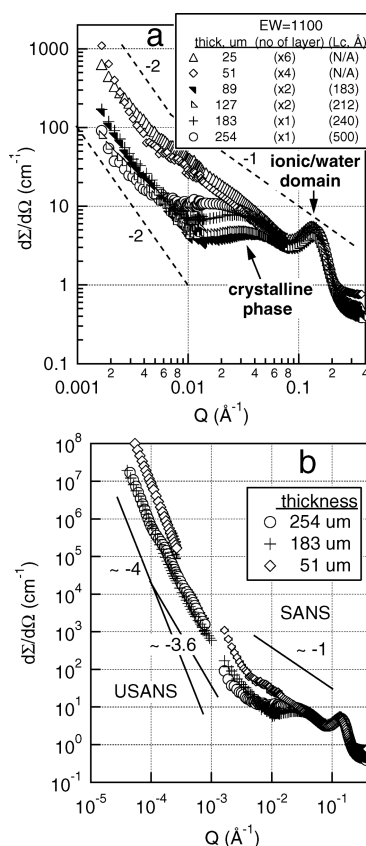 a
EW=1100
thick. um (no of layer) (Lc. Å)
25 (x6) (N/A)
51 (x4) (N/A)
89 (x2) (183)
127 (x2) (212)
183 (x1) (240)
254 (x1) (500)
-2
-1
ionic/water
domain
-2
crystalline
phase
dΣ/dΩ (cm⁻¹)
1000
100
10
1
0.1
0.001 2 4 6 8 0.01 2 4 6 8 0.1 2 4
Q (Å⁻¹)
b
thickness
254 um
183 um
51 um
~ -4
~ -3.6
~ -1
SANS
USANS
dΣ/dΩ (cm⁻¹)
10⁸
10⁷
10⁶
10⁵
10⁴
10³
10²
10¹
10⁰
10⁻¹
10⁻⁵ 10⁻⁴ 10⁻³ 10⁻² 10⁻¹
Q (Å⁻¹)